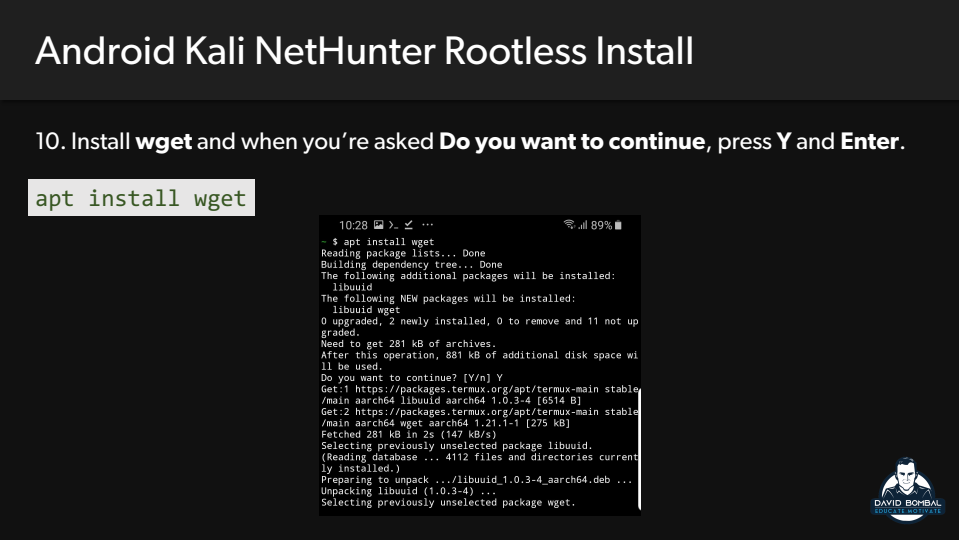 Android Kali NetHunter Rootless Install
10. Install wget and when you're asked Do you want to continue, press Y and Enter.
apt install wget
10:28 89%
~ $ apt install wget
Reading package lists... Done
Building dependency tree... Done
The following additional packages will be installed:
libuuid
The following NEW packages will be installed:
libuuid wget
0 upgraded, 2 newly installed, 0 to remove and 11 not up
graded.
Need to get 281 kB of archives.
After this operation, 881 kB of additional disk space wi
ll be used.
Do you want to continue? [Y/n] Y
Get:1 https://packages.termux.org/apt/termux-main stable
/main aarch64 libuuid aarch64 1.0.3-4 [6514 B]
Get:2 https://packages.termux.org/apt/termux-main stable
/main aarch64 wget aarch64 1.21.1-1 [275 kB]
Fetched 281 kB in 2s (147 kB/s)
Selecting previously unselected package libuuid.
(Reading database ... 4112 files and directories current
ly installed.)
Preparing to unpack .../libuuid_1.0.3-4_aarch64.deb ...
Unpacking libuuid (1.0.3-4) ...
Selecting previously unselected package wget.
DAVID BOMBAL
EDUCATE MOTIVATE